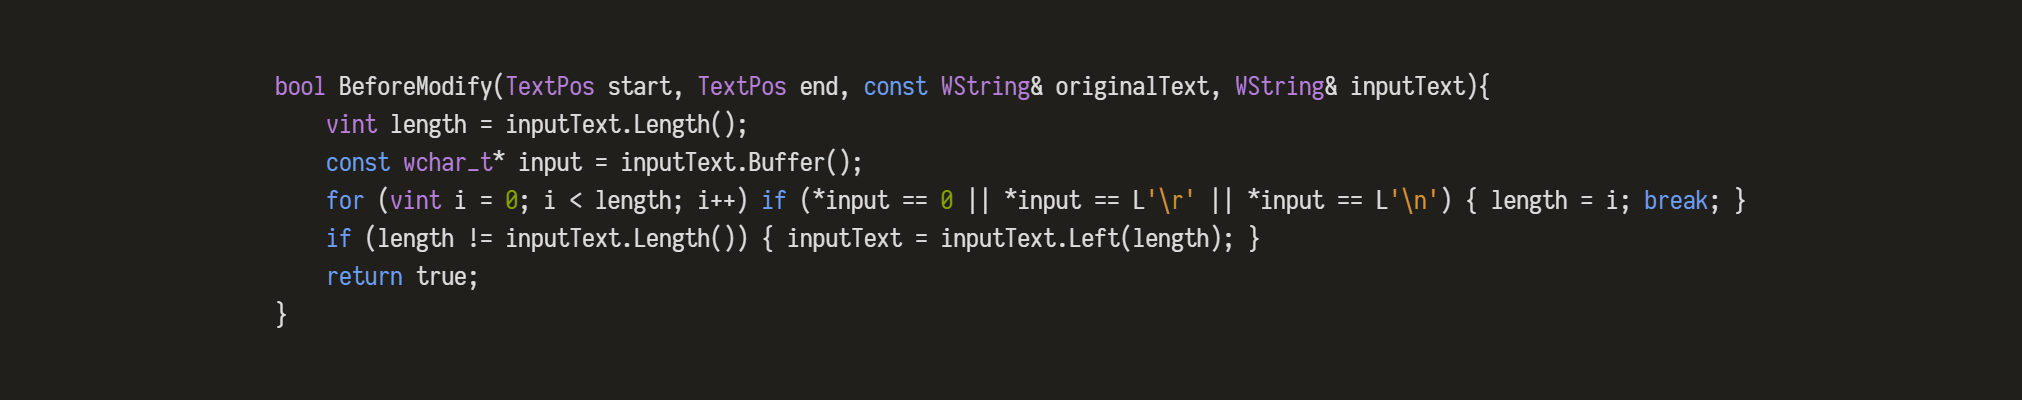 bool BeforeModify(TextPos start, TextPos end, const WString& originalText, WString& inputText){
    vint length = inputText.Length();
    const wchar_t* input = inputText.Buffer();
    for (vint i = 0; i < length; i++) if (*input == 0 || *input == L'\r' || *input == L'\n') { length = i; break; }
    if (length != inputText.Length()) { inputText = inputText.Left(length); }
    return true;
}